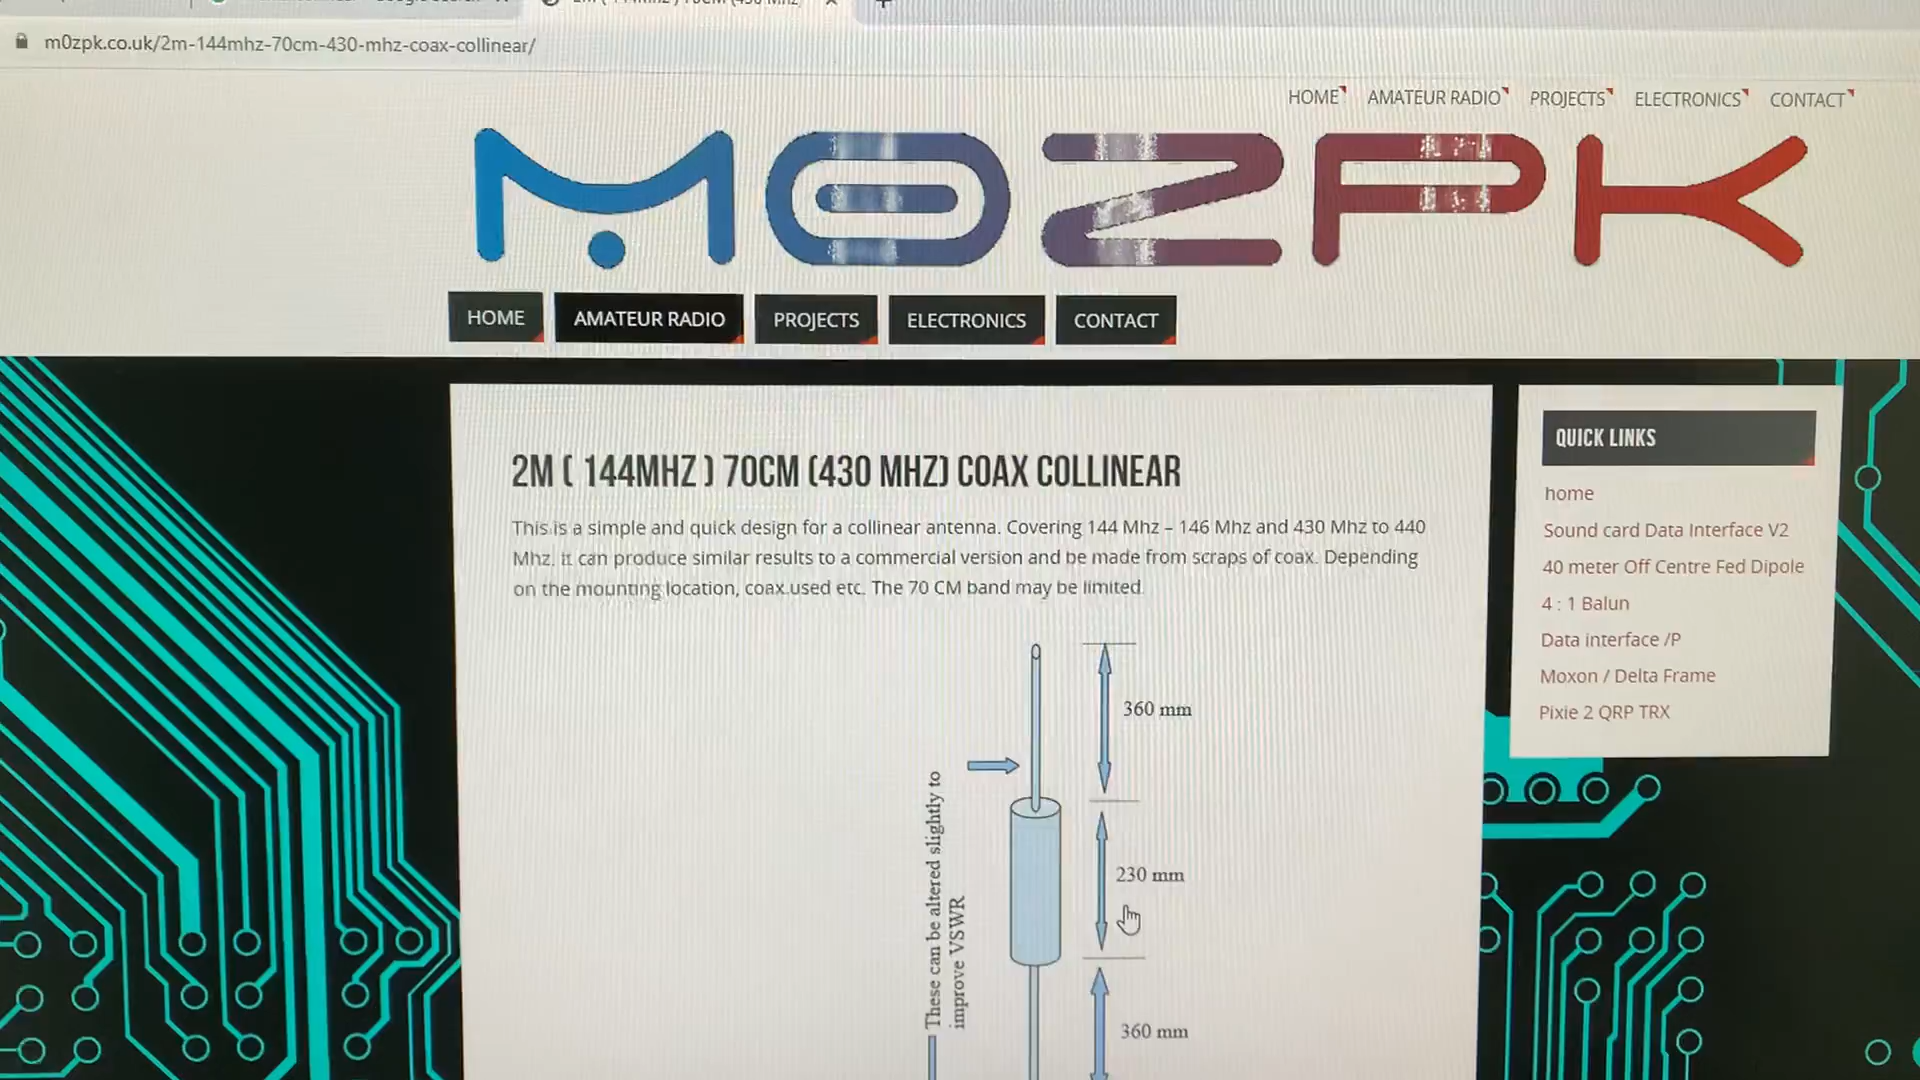 m0zpk.co.uk/2m-144mhz-70cm-430-mhz-coax-collinear/
HOME AMATEUR RADIO PROJECTS ELECTRONICS CONTACT
M0ZPK
HOME AMATEUR RADIO PROJECTS ELECTRONICS CONTACT
2M ( 144MHZ ) 70CM (430 MHZ) COAX COLLINEAR
This is a simple and quick design for a collinear antenna. Covering 144 Mhz – 146 Mhz and 430 Mhz to 440
Mhz. it can produce similar results to a commercial version and be made from scraps of coax. Depending
on the mounting location, coax used etc. The 70 CM band may be limited.
360 mm
230 mm
360 mm
These can be altered slightly to
improve VSWR
QUICK LINKS
home
Sound card Data Interface V2
40 meter Off Centre Fed Dipole
4 : 1 Balun
Data interface /P
Moxon / Delta Frame
Pixie 2 QRP TRX